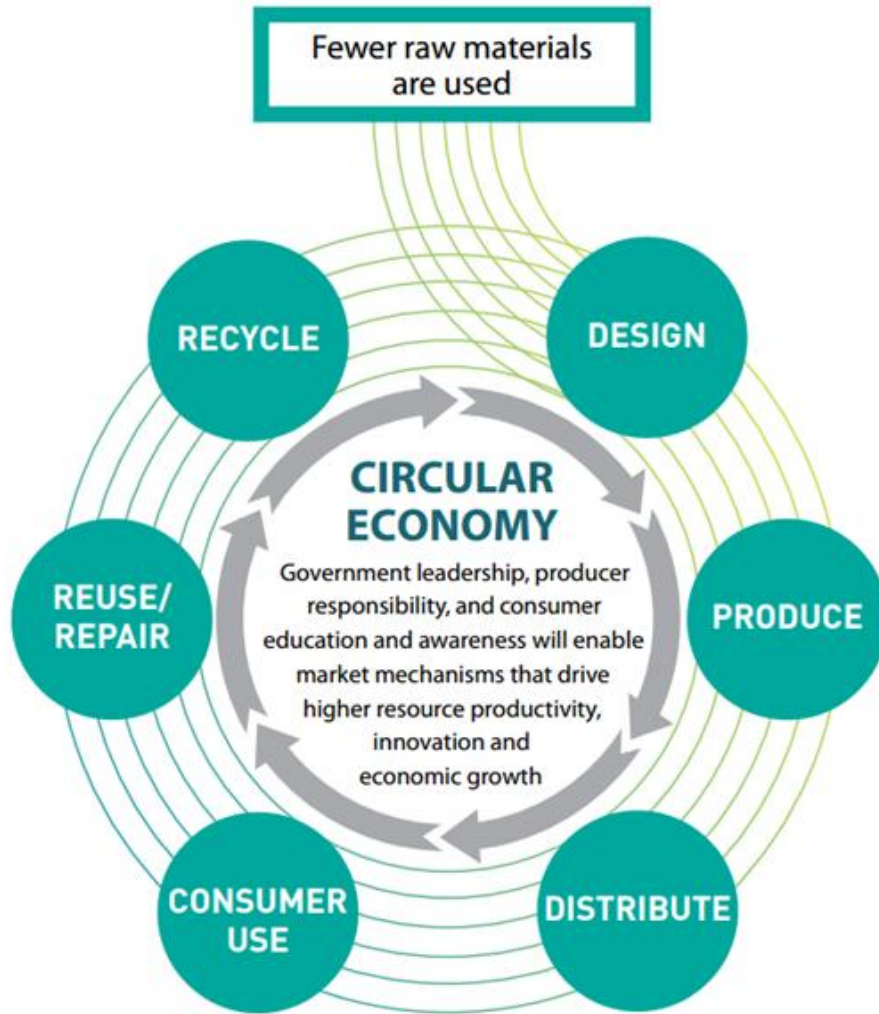 Fewer raw materials
are used
RECYCLE
DESIGN
CIRCULAR
ECONOMY
Government leadership, producer
responsibility, and consumer
education and awareness will enable
market mechanisms that drive
higher resource productivity,
innovation and
economic growth
REUSE/
REPAIR
PRODUCE
CONSUMER
USE
DISTRIBUTE